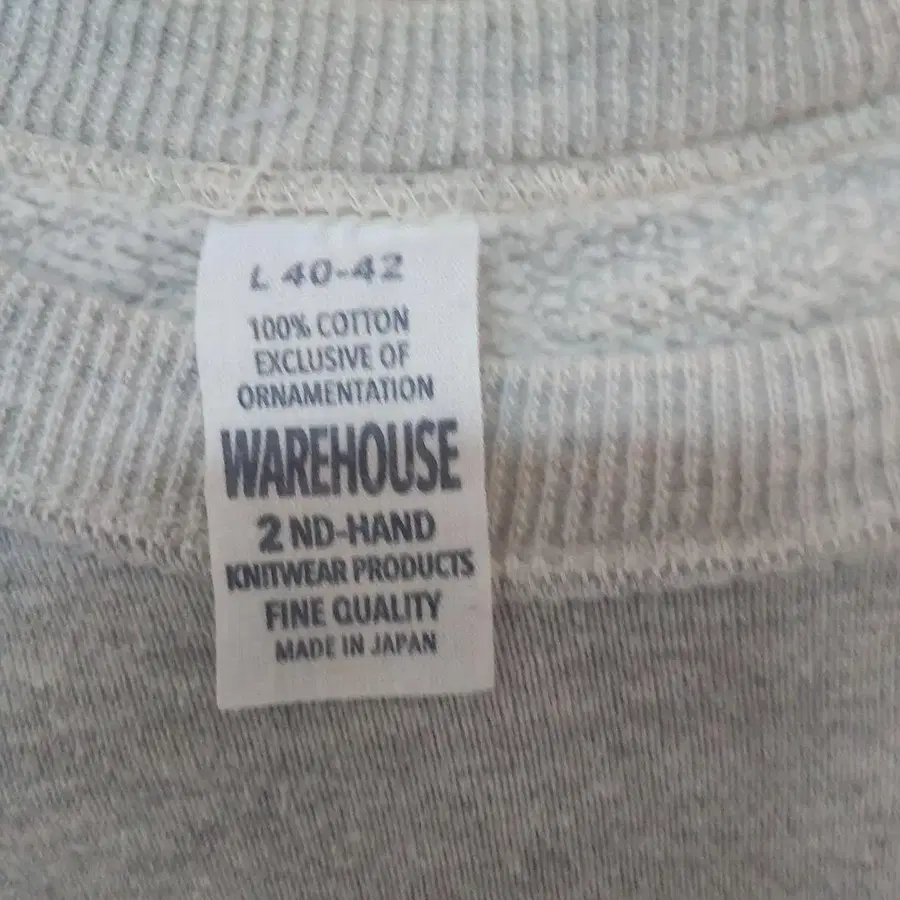 L 40-42
100% COTTON
EXCLUSIVE OF
ORNAMENTATION
WAREHOUSE
2 ND-HAND
KNITWEAR PRODUCTS
FINE QUALITY
MADE IN JAPAN